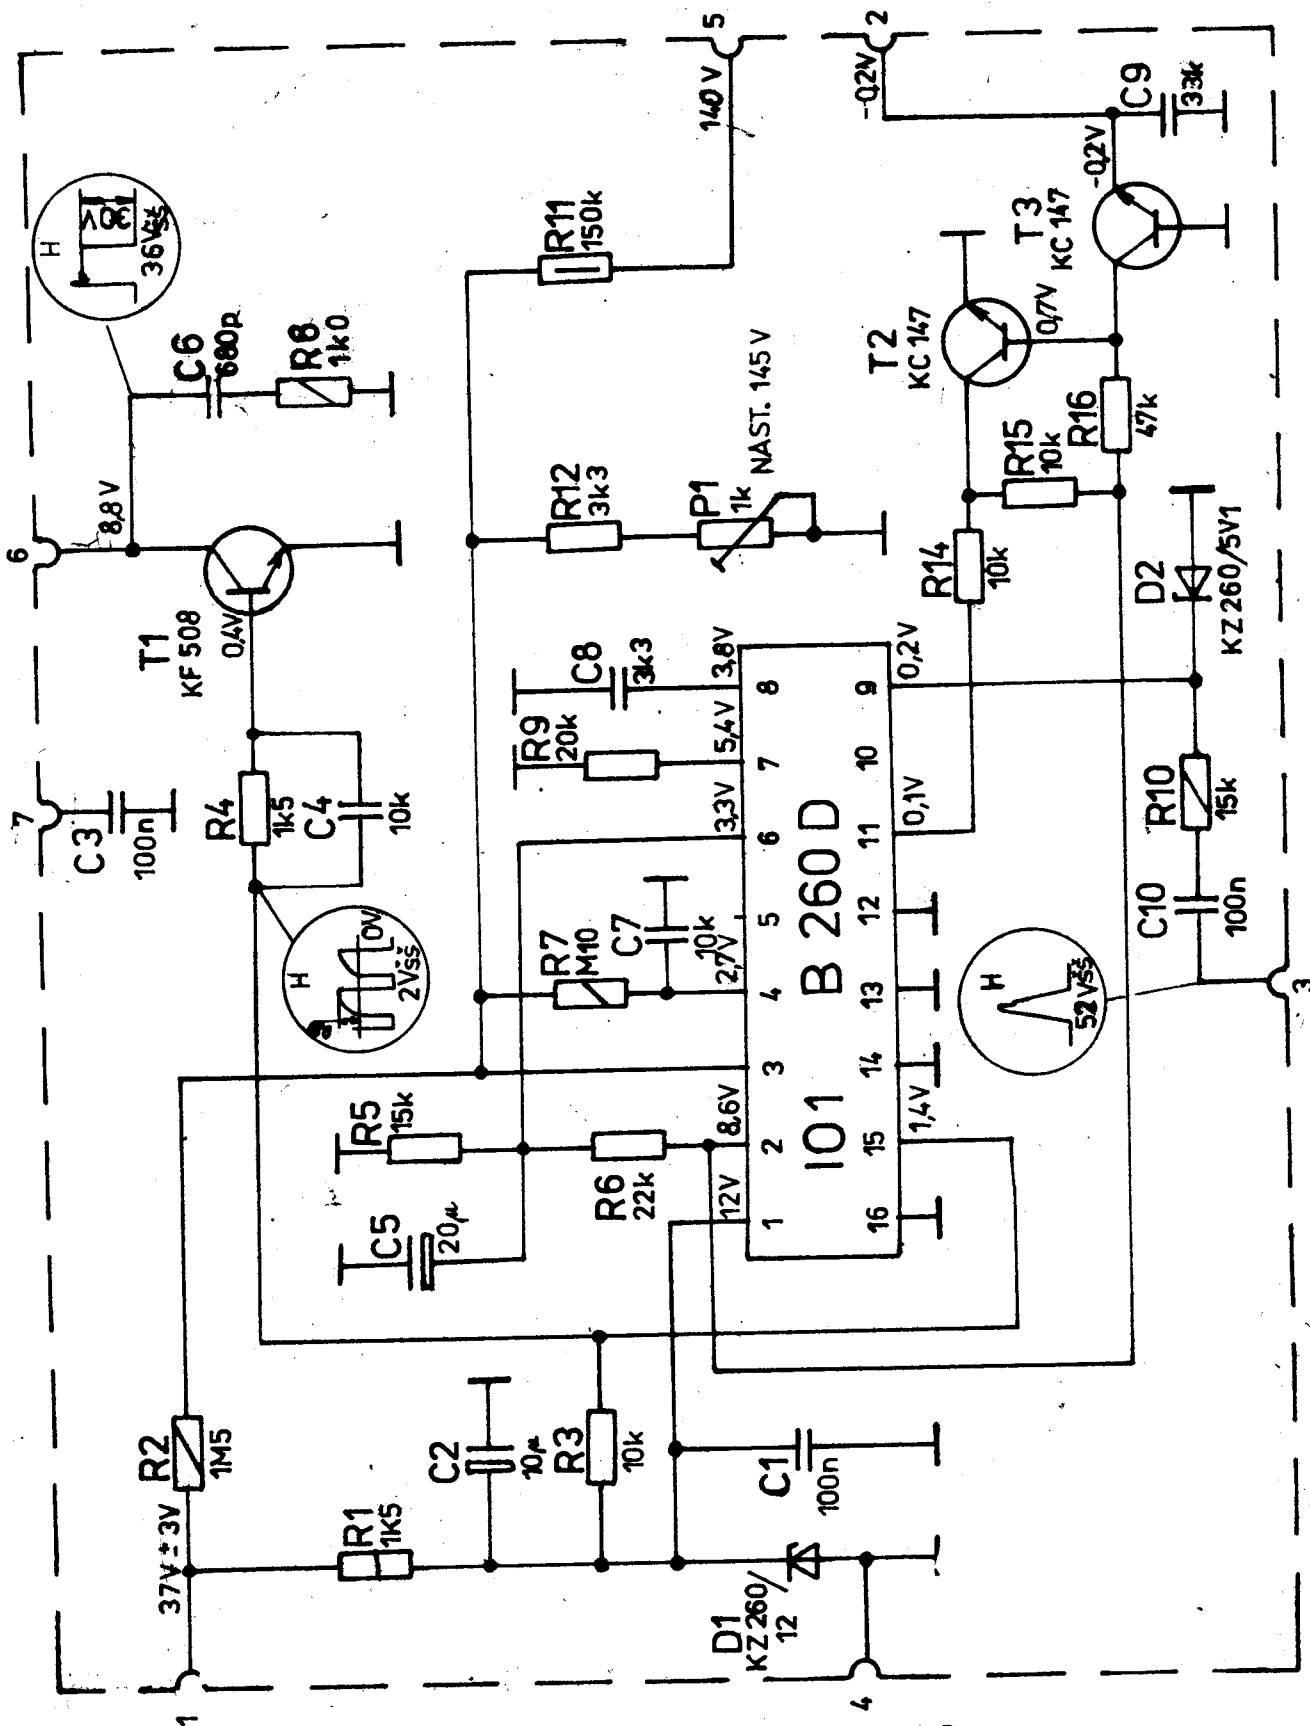 6
7
5
2
1
4
3
H
30V
36Všš
8,8V
C6
680p
R8
1k0
T1
KF 508
0,4V
C3
100n
R4
1k5
C4
10k
H
0V
2Všš
140V
R11
150k
-0,2V
C9
33k
-0,2V
T3
KC 147
T2
KC 147
0,7V
R12
3k3
P1
1k
NAST. 145V
R16
47k
R15
10k
R14
10k
D2
KZ 260/5V1
C8
3k3
R9
20k
3,8V
5,4V
3,3V
R7
M10
C7
10k
2,7V
8,6V
12V
1
2
3
4
5
6
7
8
IO1
B 260D
16
15
14
13
12
11
10
9
1,4V
0,1V
0,2V
R10
15k
C10
100n
H
52Všš
R5
15k
C5
20µ
R6
22k
R2
1M5
37V±3V
R1
1K5
C2
10µ
R3
10k
C1
100n
D1
KZ 260/
12